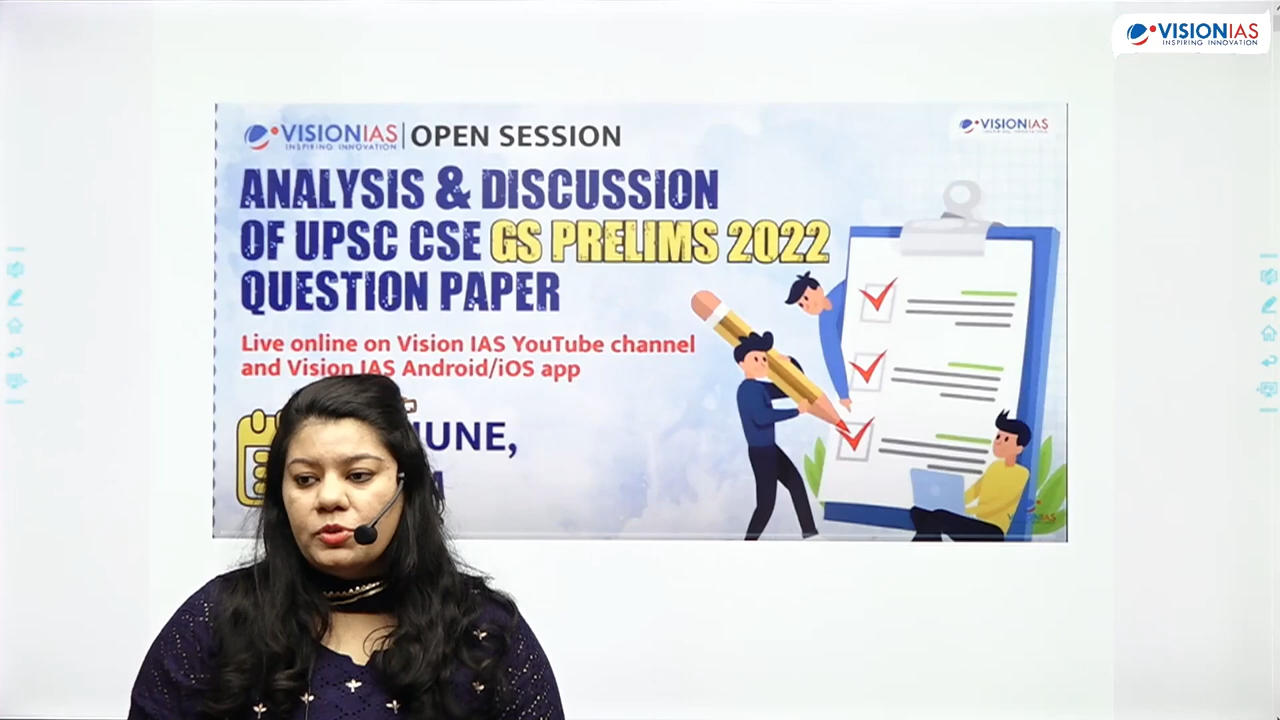 VISIONIAS
INSPIRING INNOVATION
VISIONIAS
INSPIRING INNOVATION
OPEN SESSION
VISIONIAS
ANALYSIS & DISCUSSION
OF UPSC CSE GS PRELIMS 2022
QUESTION PAPER
Live online on Vision IAS YouTube channel
and Vision IAS Android/iOS app
JUNE,